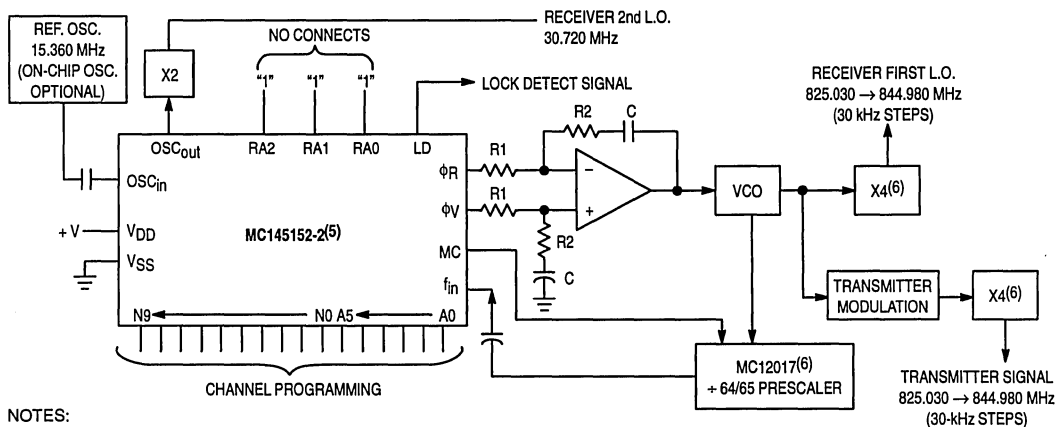 REF. OSC.
15.360 MHz
(ON-CHIP OSC.
OPTIONAL)
X2
NO CONNECTS
RECEIVER 2nd L.O.
30.720 MHz
"1" "1" "1"
LOCK DETECT SIGNAL
RECEIVER FIRST L.O.
825.030 → 844.980 MHz
(30 kHz STEPS)
OSCout RA2 RA1 RA0 LD
OSCin
+ V
VDD
VSS
MC145152-2(5)
ϕR
ϕV
MC
fin
N9 N0 A5 A0
R1
R1
R2
C
−
+
R2
C
VCO
X4(6)
TRANSMITTER
MODULATION
X4(6)
MC12017(6)
÷ 64/65 PRESCALER
CHANNEL PROGRAMMING
TRANSMITTER SIGNAL
825.030 → 844.980 MHz
(30-kHz STEPS)
NOTES: